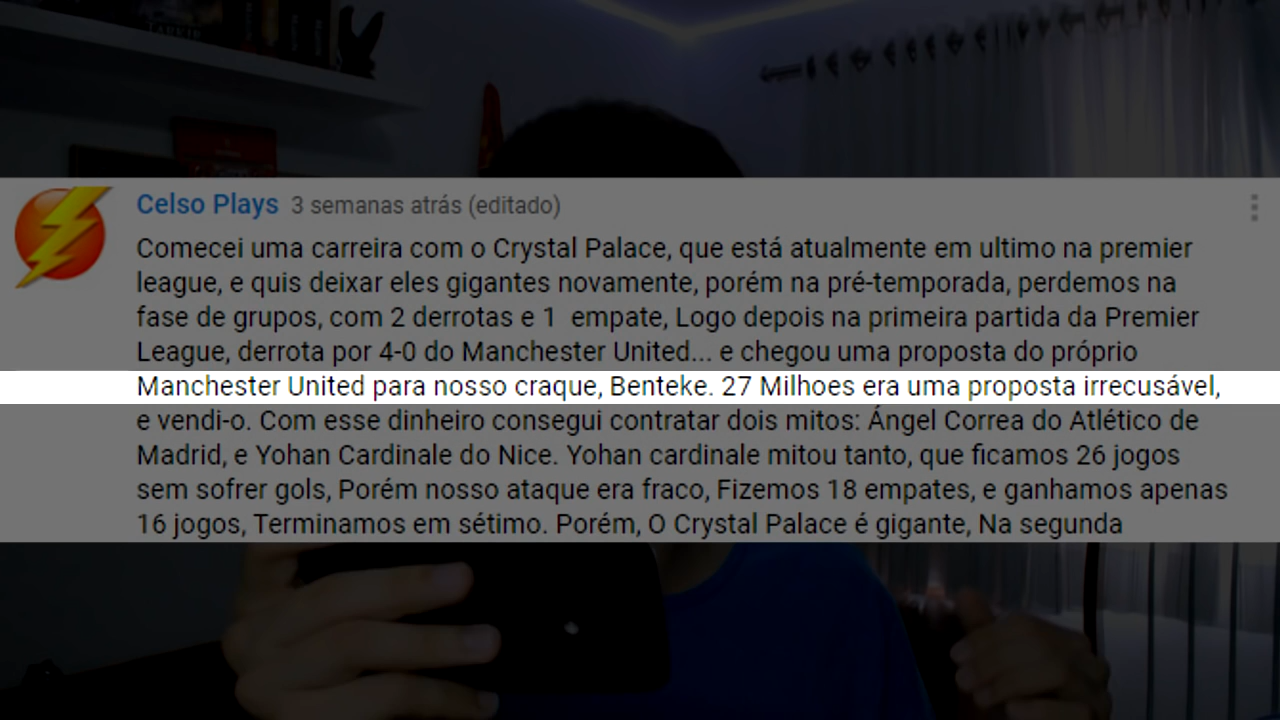 Celso Plays 3 semanas atrás (editado)
Comecei uma carreira com o Crystal Palace, que está atualmente em ultimo na premier
league, e quis deixar eles gigantes novamente, porém na pré-temporada, perdemos na
fase de grupos, com 2 derrotas e 1  empate, Logo depois na primeira partida da Premier
League, derrota por 4-0 do Manchester United... e chegou uma proposta do próprio
Manchester United para nosso craque, Benteke. 27 Milhoes era uma proposta irrecusável,
e vendi-o. Com esse dinheiro consegui contratar dois mitos: Ángel Correa do Atlético de
Madrid, e Yohan Cardinale do Nice. Yohan cardinale mitou tanto, que ficamos 26 jogos
sem sofrer gols, Porém nosso ataque era fraco, Fizemos 18 empates, e ganhamos apenas
16 jogos, Terminamos em sétimo. Porém, O Crystal Palace é gigante, Na segunda